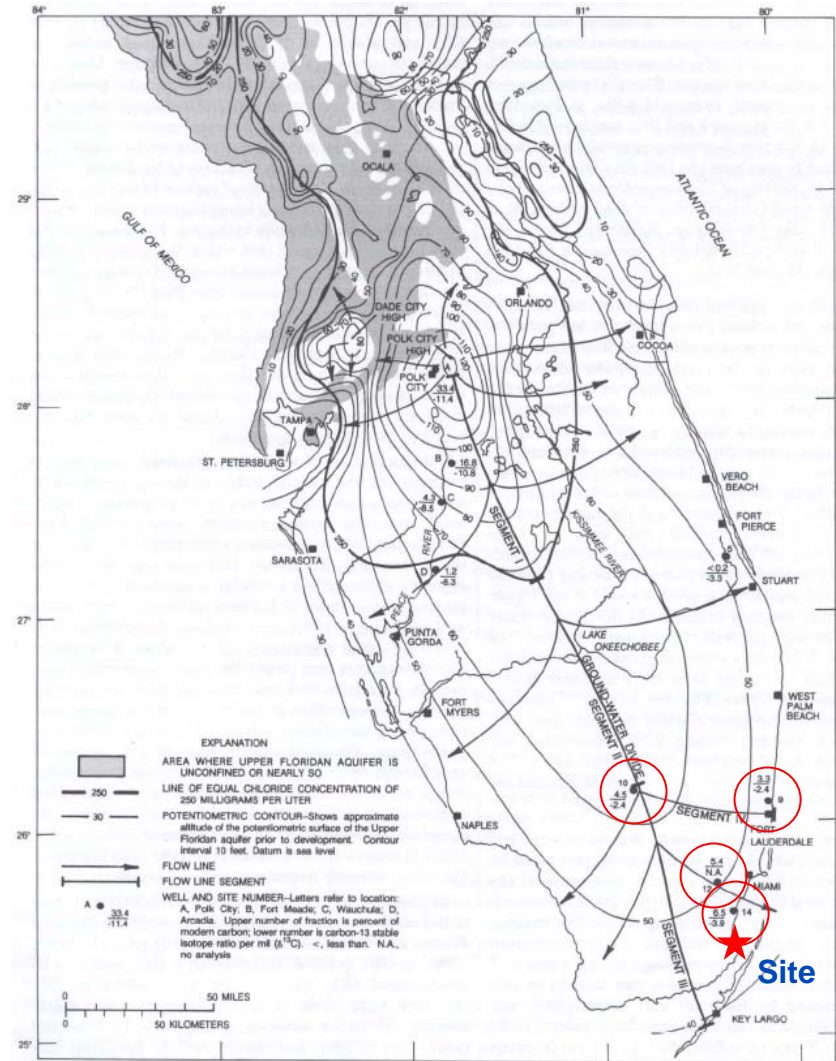 84°
83°
82°
81°
80°
OCALA
29°
GULF OF MEXICO
ATLANTIC OCEAN
DADE CITY
HIGH
ORLANDO
POLK CITY
HIGH
COCOA
A
POLK
CITY
33.4
-11.4
28°
TAMPA
ST. PETERSBURG
B
16.8
-10.8
4.3
-8.5
C
VERO
BEACH
FORT
PIERCE
SEGMENT I
KISSIMMEE RIVER
SARASOTA
PEACE RIVER
D
1.2
-8.3
<0.2
-3.3
STUART
PUNTA
GORDA
27°
LAKE
OKEECHOBEE
GROUND-WATER DIVIDE
SEGMENT II
FORT
MYERS
WEST
PALM
BEACH
EXPLANATION
AREA WHERE UPPER FLORIDAN AQUIFER IS
UNCONFINED OR NEARLY SO
250
LINE OF EQUAL CHLORIDE CONCENTRATION OF
250 MILLIGRAMS PER LITER
30
POTENTIOMETRIC CONTOUR—Shows approximate
altitude of the potentiometric surface of the Upper
Floridan aquifer prior to development. Contour
interval 10 feet. Datum is sea level
FLOW LINE
FLOW LINE SEGMENT
A
33.4
-11.4
WELL AND SITE NUMBER—Letters refer to location:
A, Polk City; B, Fort Meade; C, Wauchula; D,
Arcadia. Upper number of fraction is percent
modern carbon; lower number is carbon-13 stable
isotope ratio per mil (δ¹³C). <, less than. N.A.,
no analysis
10
4.5
-2.4
3.3
-2.4
9
NAPLES
26°
SEGMENT IV
FORT
LAUDERDALE
5.4
N.A.
12
MIAMI
6.5
-3.9
14
50
SEGMENT III
Site
KEY LARGO
0
50 MILES
0
50 KILOMETERS